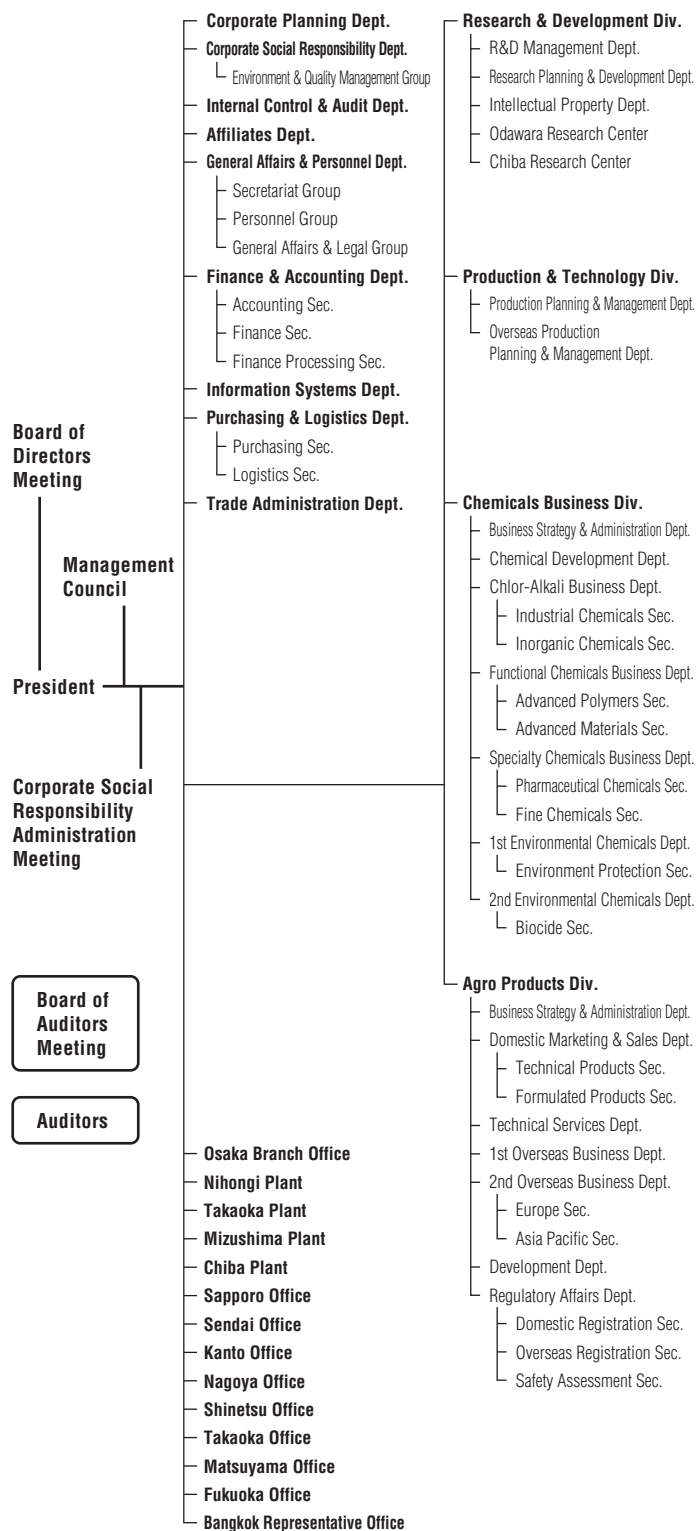 Board of
Directors
Meeting
Management
Council
President
Corporate Social
Responsibility
Administration
Meeting
Board of
Auditors
Meeting
Auditors
Corporate Planning Dept.
Corporate Social Responsibility Dept.
Environment & Quality Management Group
Internal Control & Audit Dept.
Affiliates Dept.
General Affairs & Personnel Dept.
Secretariat Group
Personnel Group
General Affairs & Legal Group
Finance & Accounting Dept.
Accounting Sec.
Finance Sec.
Finance Processing Sec.
Information Systems Dept.
Purchasing & Logistics Dept.
Purchasing Sec.
Logistics Sec.
Trade Administration Dept.
Osaka Branch Office
Nihongi Plant
Takaoka Plant
Mizushima Plant
Chiba Plant
Sapporo Office
Sendai Office
Kanto Office
Nagoya Office
Shinetsu Office
Takaoka Office
Matsuyama Office
Fukuoka Office
Bangkok Representative Office
Research & Development Div.
R&D Management Dept.
Research Planning & Development Dept.
Intellectual Property Dept.
Odawara Research Center
Chiba Research Center
Production & Technology Div.
Production Planning & Management Dept.
Overseas Production
Planning & Management Dept.
Chemicals Business Div.
Business Strategy & Administration Dept.
Chemical Development Dept.
Chlor-Alkali Business Dept.
Industrial Chemicals Sec.
Inorganic Chemicals Sec.
Functional Chemicals Business Dept.
Advanced Polymers Sec.
Advanced Materials Sec.
Specialty Chemicals Business Dept.
Pharmaceutical Chemicals Sec.
Fine Chemicals Sec.
1st Environmental Chemicals Dept.
Environment Protection Sec.
2nd Environmental Chemicals Dept.
Biocide Sec.
Agro Products Div.
Business Strategy & Administration Dept.
Domestic Marketing & Sales Dept.
Technical Products Sec.
Formulated Products Sec.
Technical Services Dept.
1st Overseas Business Dept.
2nd Overseas Business Dept.
Europe Sec.
Asia Pacific Sec.
Development Dept.
Regulatory Affairs Dept.
Domestic Registration Sec.
Overseas Registration Sec.
Safety Assessment Sec.